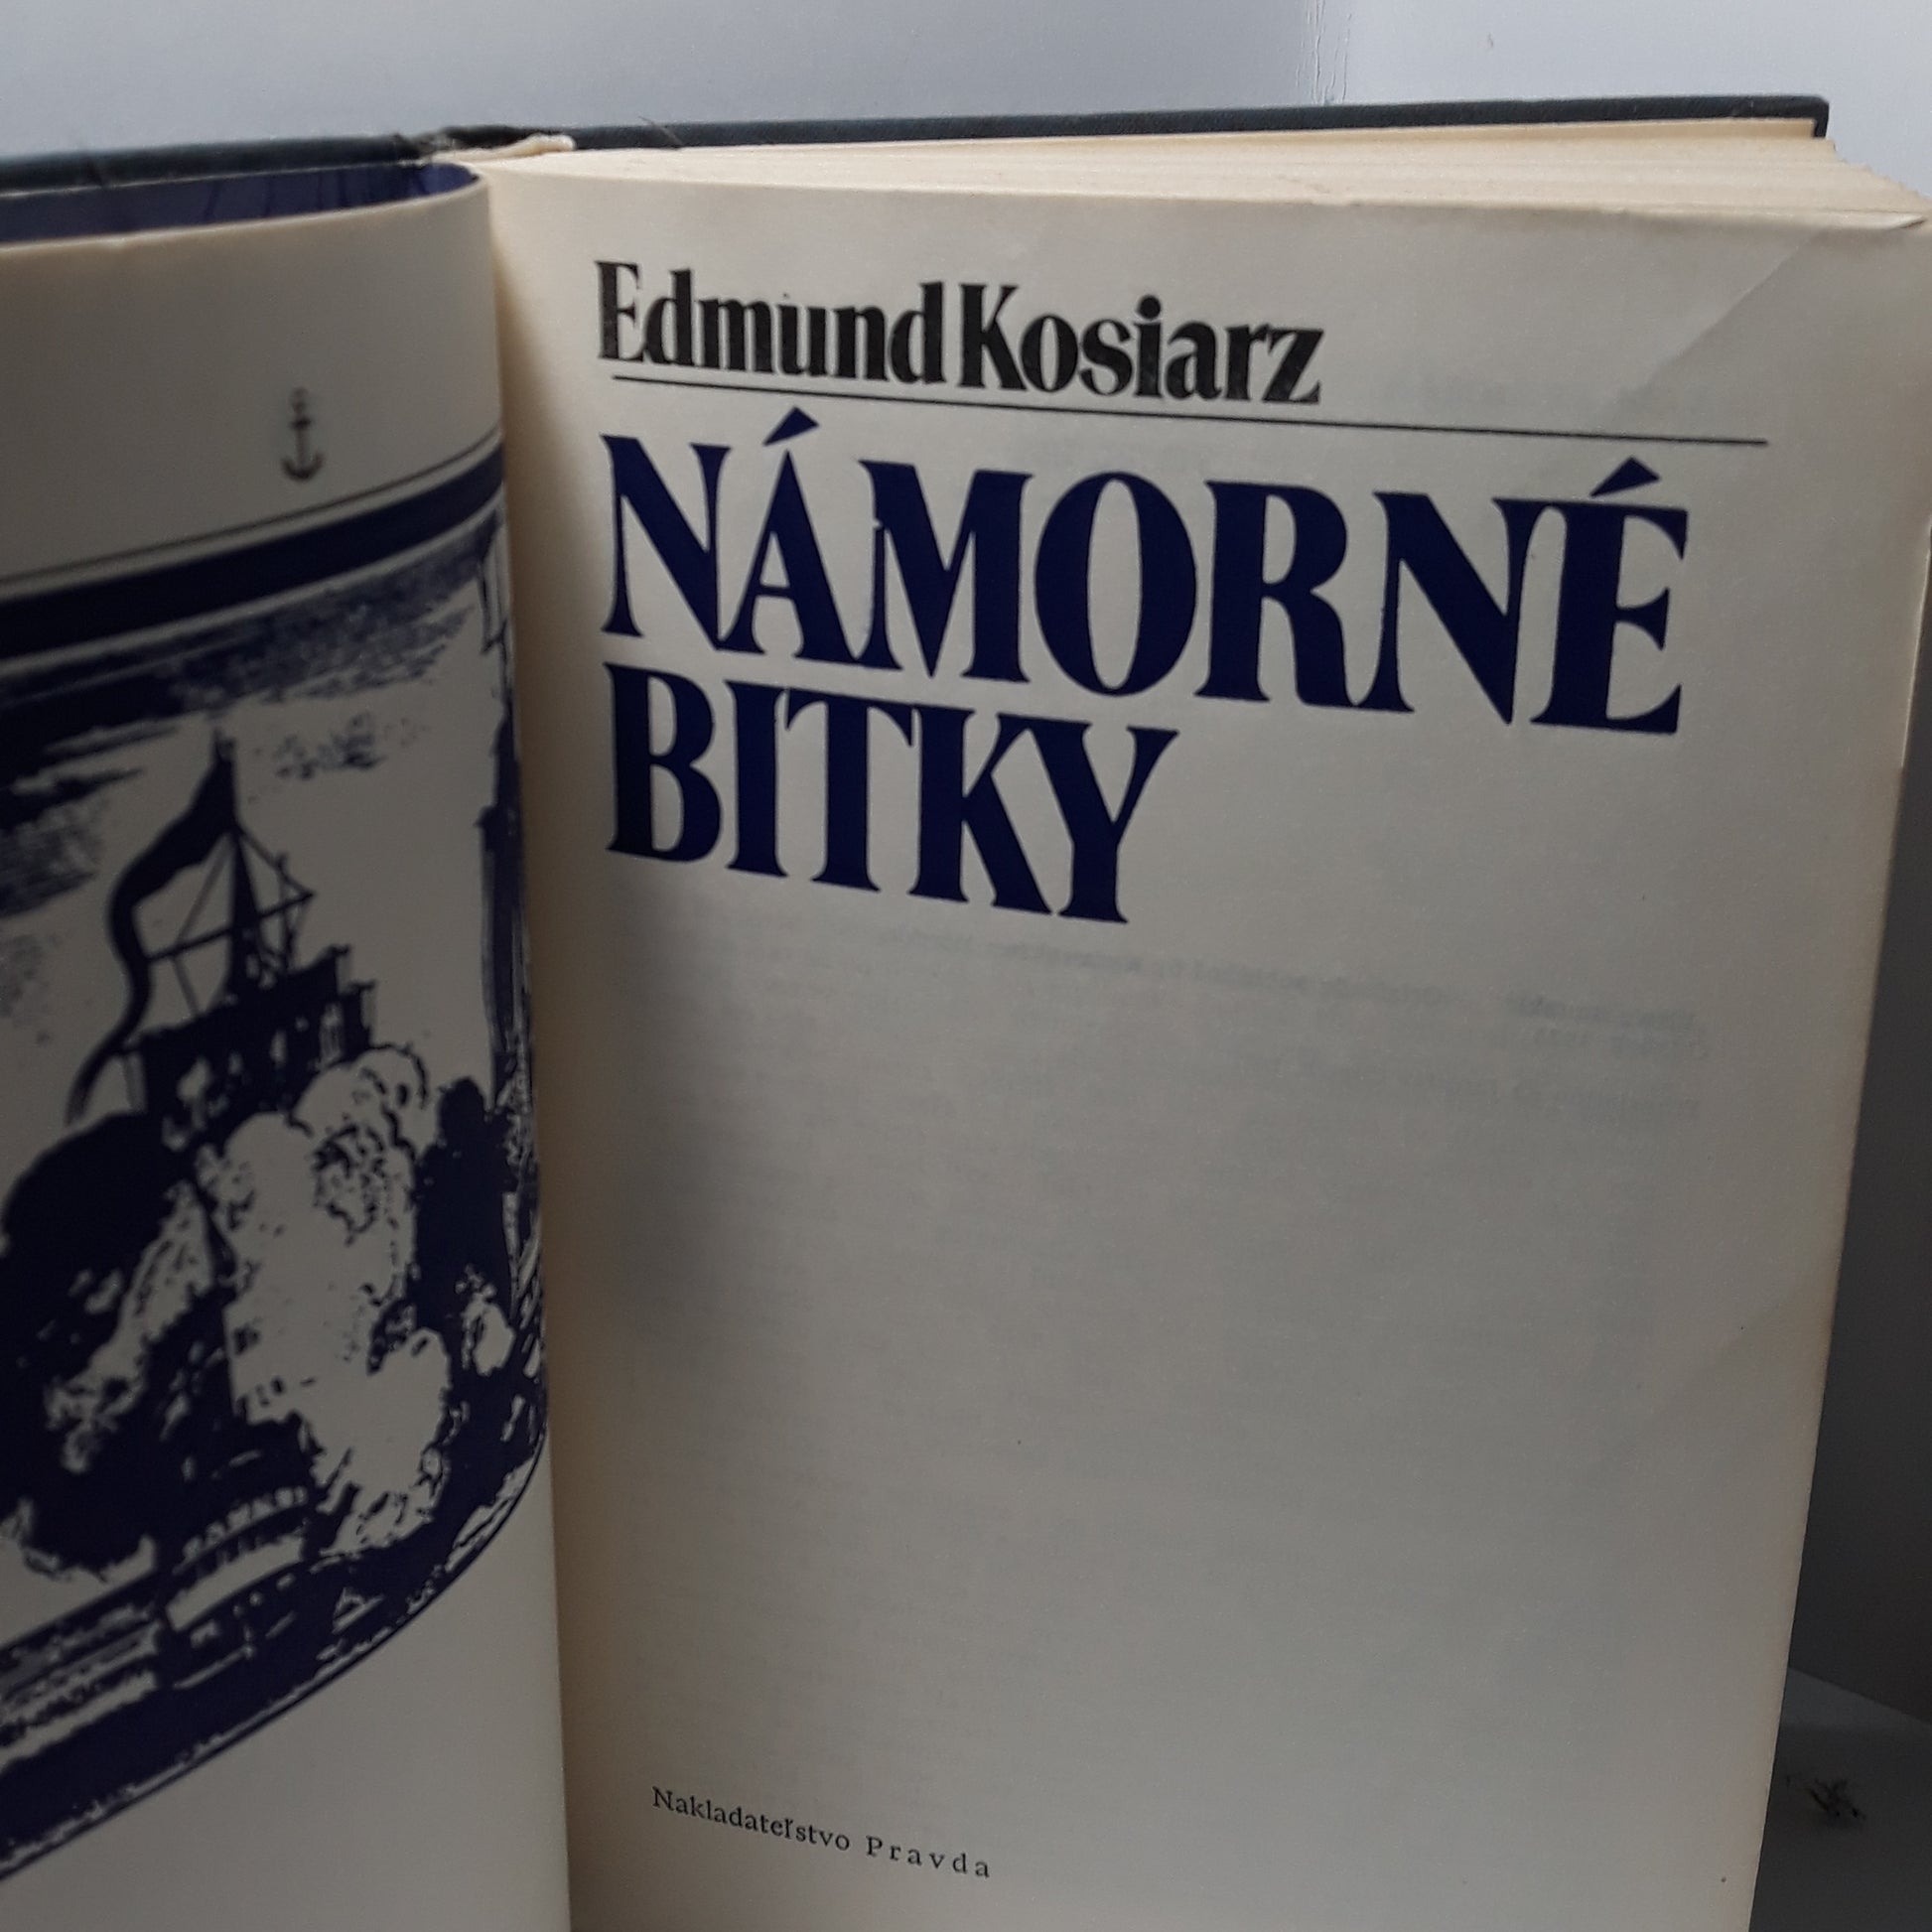 Edmund Kosiarz
NÁMORNÉ
BITKY
Nakladateľstvo Pravda